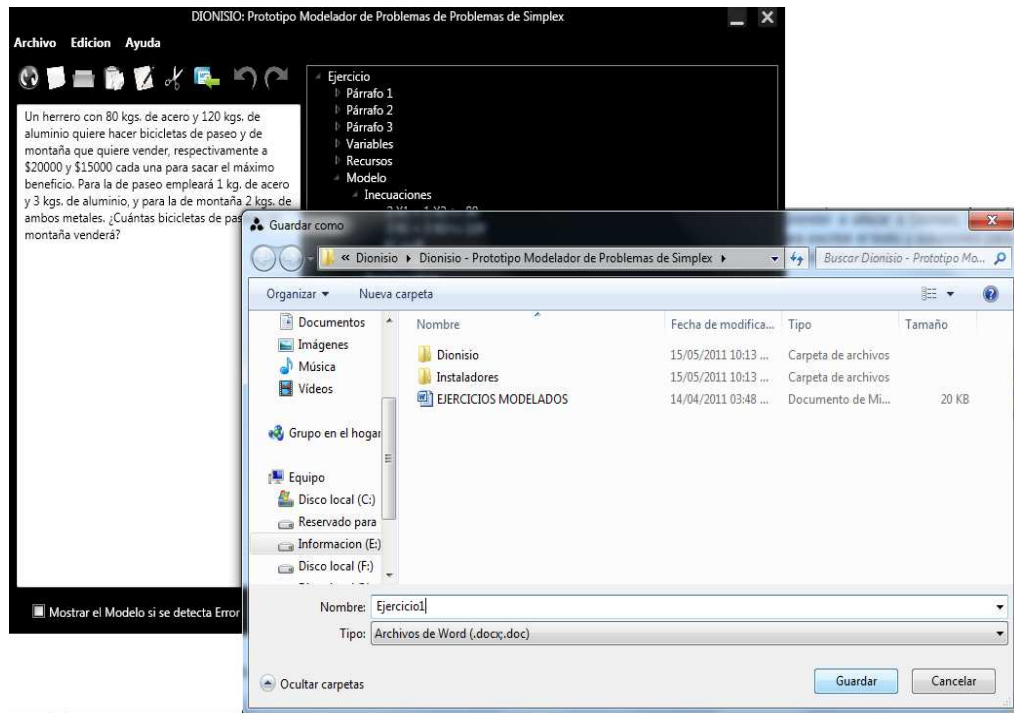 DIONISIO: Prototipo Modelador de Problemas de Problemas de Simplex
Archivo Edicion Ayuda
Un herrero con 80 kgs. de acero y 120 kgs. de
aluminio quiere hacer bicicletas de paseo y de
montaña que quiere vender, respectivamente a
$20000 y $15000 cada una para sacar el máximo
beneficio. Para la de paseo empleará 1 kg. de acero
y 3 kgs. de aluminio, y para la de montaña 2 kgs. de
ambos metales. ¿Cuántas bicicletas de pas
montaña venderá?
Ejercicio
Párrafo 1
Párrafo 2
Párrafo 3
Variables
Recursos
Modelo
Inecuaciones
Mostrar el Modelo si se detecta Error
Guardar como
« Dionisio Dionisio - Prototipo Modelador de Problemas de Simplex
Buscar Dionisio - Prototipo Mo...
Organizar Nueva carpeta
Documentos
Imágenes
Música
Vídeos
Grupo en el hogar
Equipo
Disco local (C:)
Reservado para
Informacion (E:)
Disco local (F:)
Nombre Fecha de modifica... Tipo Tamaño
Dionisio 15/05/2011 10:13 ... Carpeta de archivos
Instaladores 15/05/2011 10:13 ... Carpeta de archivos
EJERCICIOS MODELADOS 14/04/2011 03:48 ... Documento de Mi... 20 KB
Nombre: Ejercicio1
Tipo: Archivos de Word (.docx;.doc)
Ocultar carpetas
Guardar Cancelar